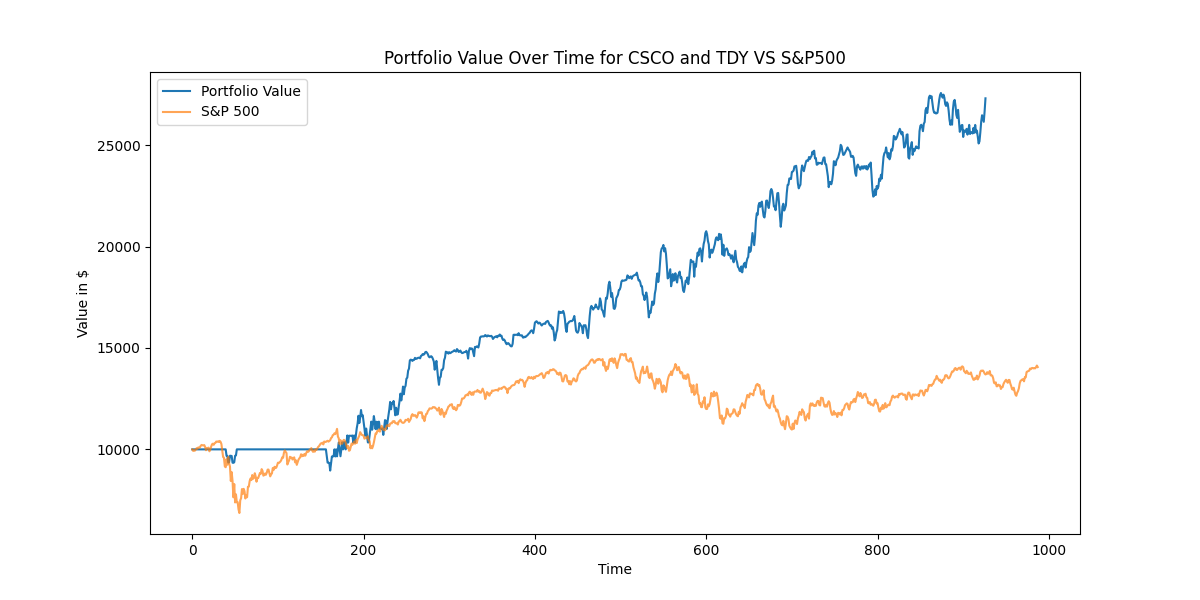 Portfolio Value Over Time for CSCO and TDY VS S&P500
Portfolio Value
S&P 500
25000
20000
15000
10000
Value in $
0
200
400
600
800
1000
Time